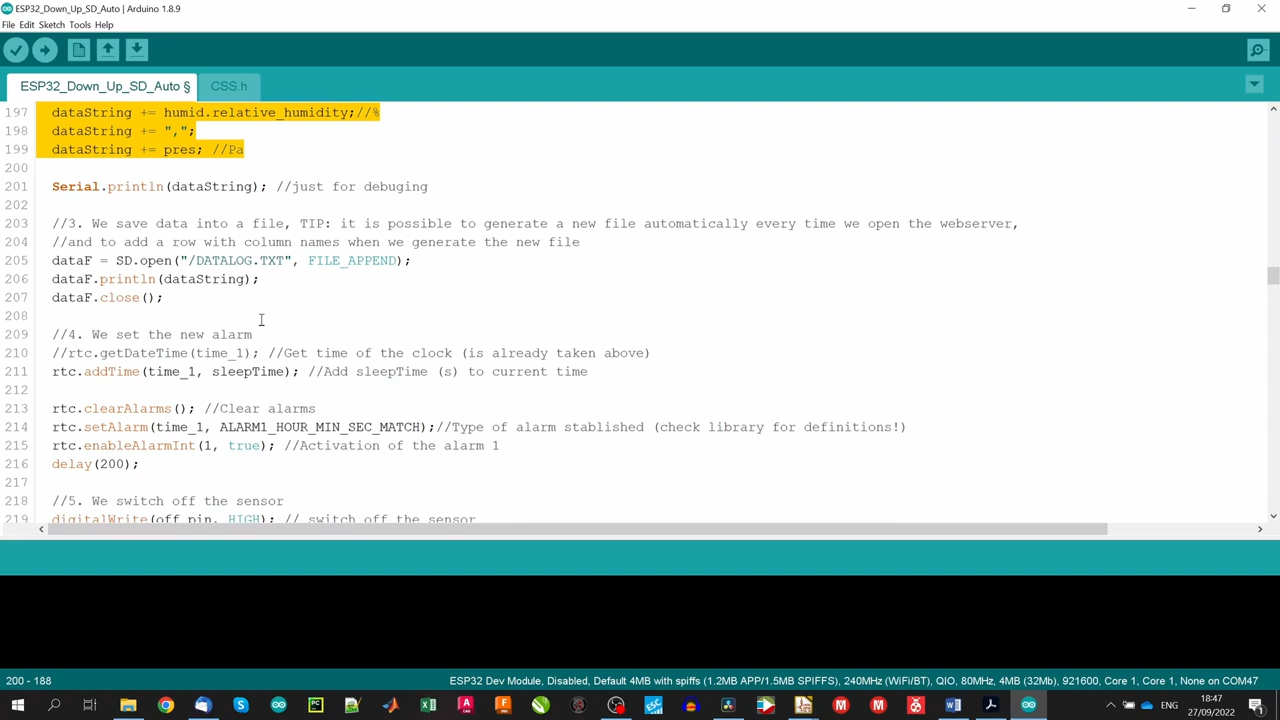 ESP32_Down_Up_SD_Auto | Arduino 1.8.9
File Edit Sketch Tools Help
ESP32_Down_Up_SD_Auto § CSS.h
197 dataString += humid.relative_humidity;//%
198 dataString += ",";
199 dataString += pres; //Pa
200
201 Serial.println(dataString); //just for debuging
202
203 //3. We save data into a file, TIP: it is possible to generate a new file automatically every time we open the webserver,
204 //and to add a row with column names when we generate the new file
205 dataF = SD.open("/DATALOG.TXT", FILE_APPEND);
206 dataF.println(dataString);
207 dataF.close();
208
209 //4. We set the new alarm
210 //rtc.getDateTime(time_1); //Get time of the clock (is already taken above)
211 rtc.addTime(time_1, sleepTime); //Add sleepTime (s) to current time
212
213 rtc.clearAlarms(); //Clear alarms
214 rtc.setAlarm(time_1, ALARM1_HOUR_MIN_SEC_MATCH);//Type of alarm stablished (check library for definitions!)
215 rtc.enableAlarmInt(1, true); //Activation of the alarm 1
216 delay(200);
217
218 //5. We switch off the sensor
219 digitalWrite(off_pin, HIGH); // switch off the sensor
200 - 188 ESP32 Dev Module, Disabled, Default 4MB with spiffs (1.2MB APP/1.5MB SPIFFS), 240MHz (WiFi/BT), QIO, 80MHz, 4MB (32Mb), 921600, Core 1, Core 1, None on COM47
ENG 18:47
27/09/2022